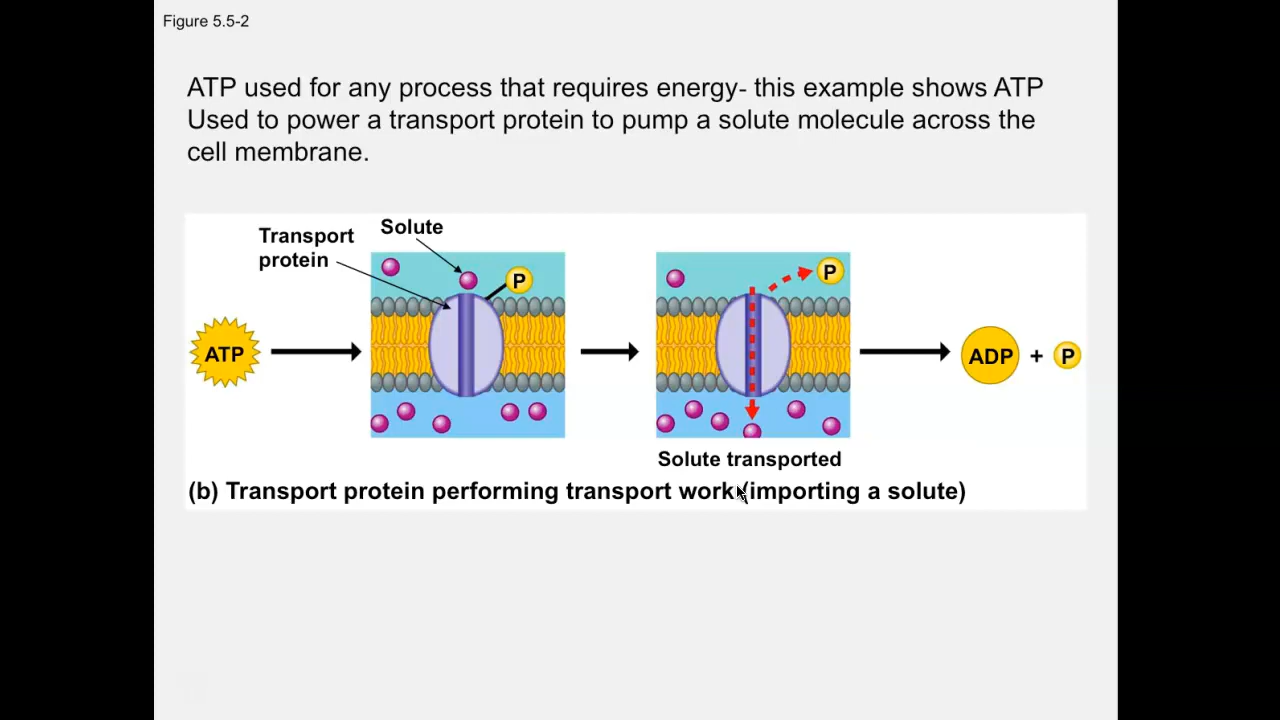 Figure 5.5-2
ATP used for any process that requires energy- this example shows ATP
Used to power a transport protein to pump a solute molecule across the
cell membrane.
Transport
protein
Solute
P
P
ATP
ADP + P
Solute transported
(b) Transport protein performing transport work (importing a solute)